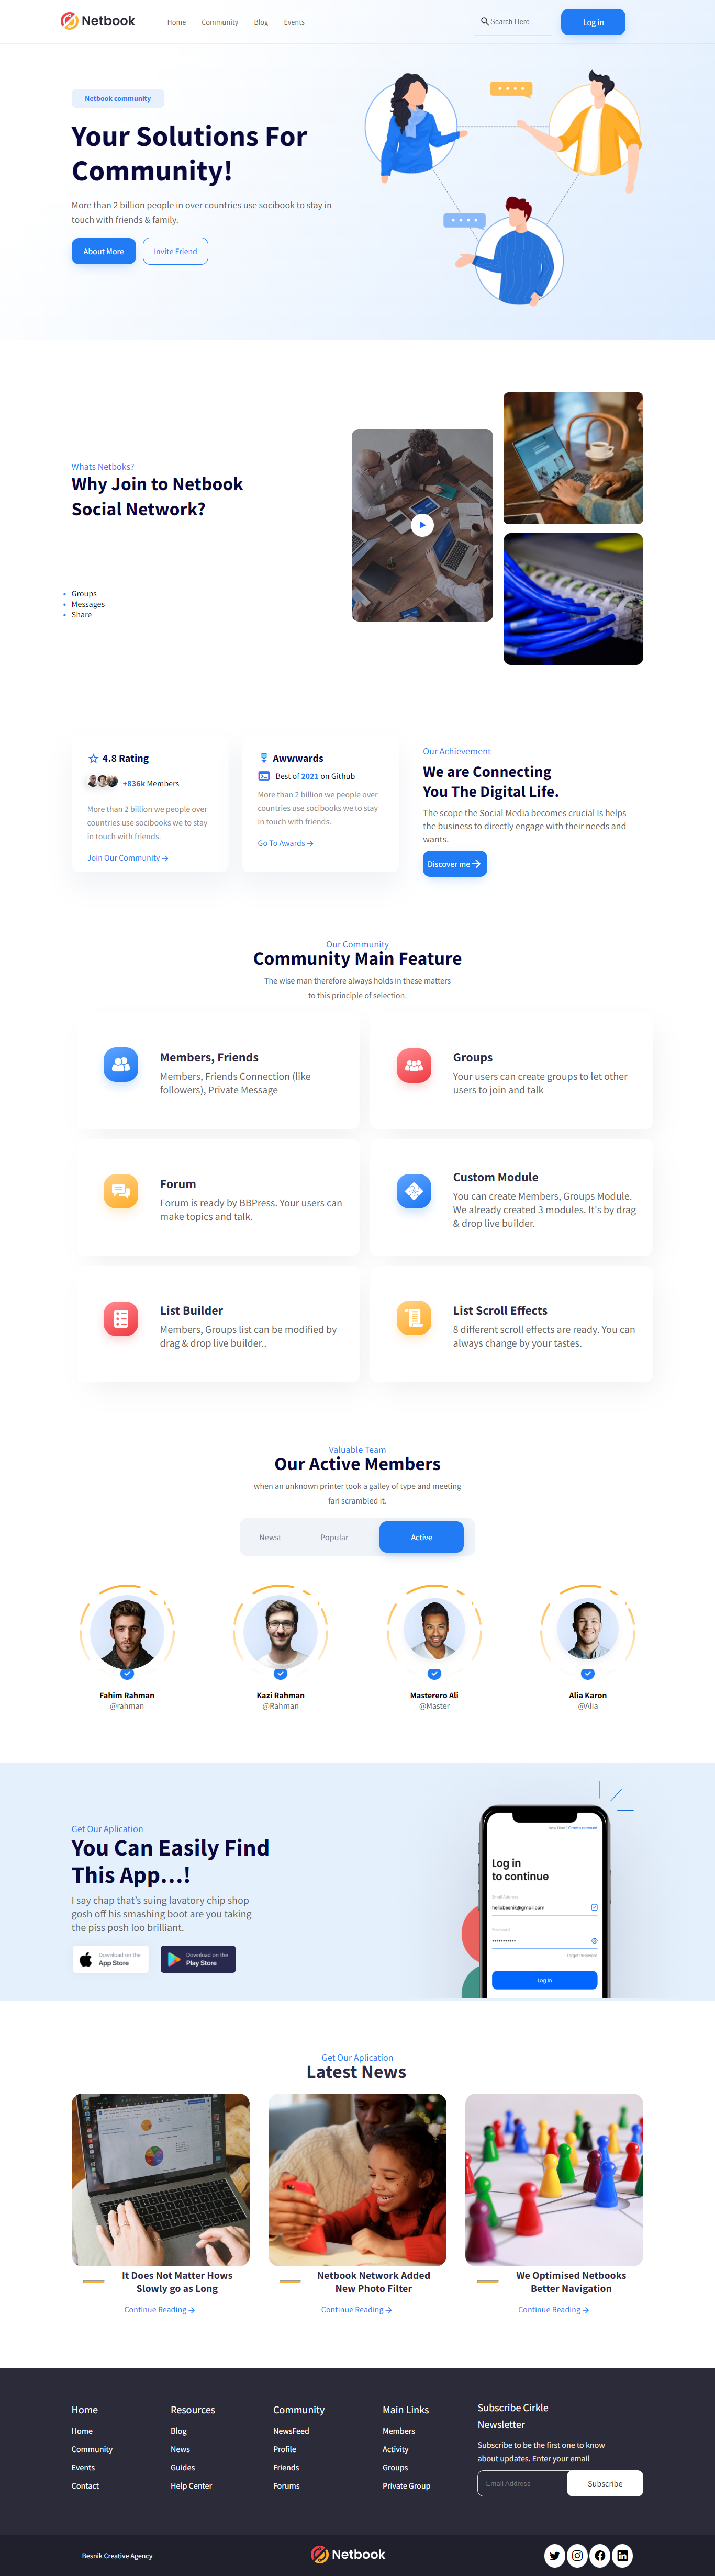 Netbook
Home
Community
Blog
Events
Search Here...
Log in
Netbook community
Your Solutions For
Community!
More than 2 billion people in over countries use socibook to stay in
touch with friends & family.
About More
Invite Friend
Whats Netboks?
Why Join to Netbook
Social Network?
Groups
Messages
Share
4.8 Rating
+836k Members
More than 2 billion we people over
countries use socibooks we to stay
in touch with friends.
Join Our Community
Awwwards
Best of 2021 on Github
More than 2 billion we people over
countries use socibooks we to stay
in touch with friends.
Go To Awards
Our Achievement
We are Connecting
You The Digital Life.
The scope the Social Media becomes crucial Is helps
the business to directly engage with their needs and
wants.
Discover me
Our Community
Community Main Feature
The wise man therefore always holds in these matters
to this principle of selection.
Members, Friends
Members, Friends Connection (like
followers), Private Message
Groups
Your users can create groups to let other
users to join and talk
Forum
Forum is ready by BBPress. Your users can
make topics and talk.
Custom Module
You can create Members, Groups Module.
We already created 3 modules. It's by drag
& drop live builder.
List Builder
Members, Groups list can be modified by
drag & drop live builder..
List Scroll Effects
8 different scroll effects are ready. You can
always change by your tastes.
Valuable Team
Our Active Members
when an unknown printer took a galley of type and meeting
fari scrambled it.
Newst
Popular
Active
Fahim Rahman
@rahman
Kazi Rahman
@Rahman
Masterero Ali
@Master
Alia Karon
@Alia
Get Our Aplication
You Can Easily Find
This App...!
I say chap that's suing lavatory chip shop
gosh off his smashing boot are you taking
the piss posh loo brilliant.
Download on the
App Store
Download on the
Play Store
New User? Create account
Log in
to continue
Email Address
hellobesnik@gmail.com
Password
Forgot Password
Log in
Get Our Aplication
Latest News
It Does Not Matter Hows
Slowly go as Long
Continue Reading
Netbook Network Added
New Photo Filter
Continue Reading
We Optimised Netbooks
Better Navigation
Continue Reading
Home
Home
Community
Events
Contact
Resources
Blog
News
Guides
Help Center
Community
NewsFeed
Profile
Friends
Forums
Main Links
Members
Activity
Groups
Private Group
Subscribe Cirkle
Newsletter
Subscribe to be the first one to know
about updates. Enter your email
Email Address
Subscribe
Besnik Creative Agency
Netbook